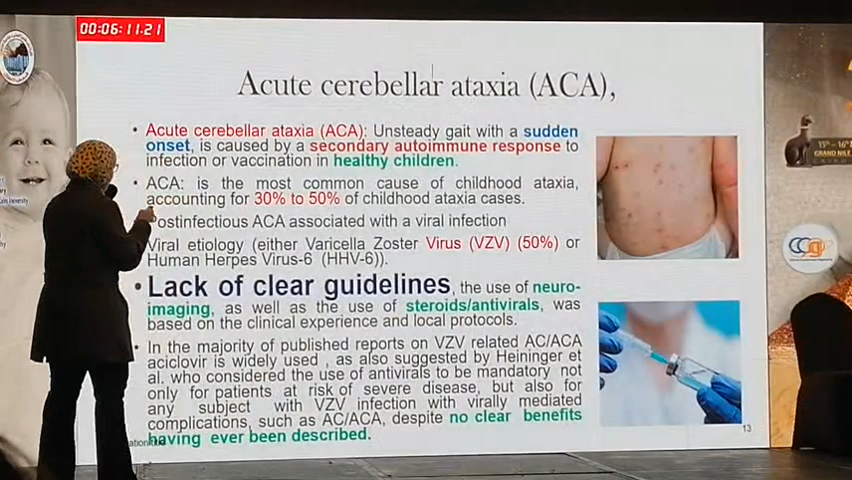 00:06:11.21
Acute cerebellar ataxia (ACA),
• Acute cerebellar ataxia (ACA): Unsteady gait with a sudden
onset, is caused by a secondary autoimmune response to
infection or vaccination in healthy children.
• ACA: is the most common cause of childhood ataxia,
accounting for 30% to 50% of childhood ataxia cases.
ostinfectious ACA associated with a viral infection
Viral etiology (either Varicella Zoster Virus (VZV) (50%) or
Human Herpes Virus-6 (HHV-6)).
• Lack of clear guidelines, the use of neuro-
imaging, as well as the use of steroids/antivirals, was
based on the clinical experience and local protocols.
• In the majority of published reports on VZV related AC/ACA
aciclovir is widely used , as also suggested by Heininger et
al. who considered the use of antivirals to be mandatory not
only for patients at risk of severe disease, but also for
any subject with VZV infection with virally mediated
complications, such as AC/ACA, despite no clear benefits
having ever been described.
13
15th - 16th
GRAND NILE
CAIRO
University